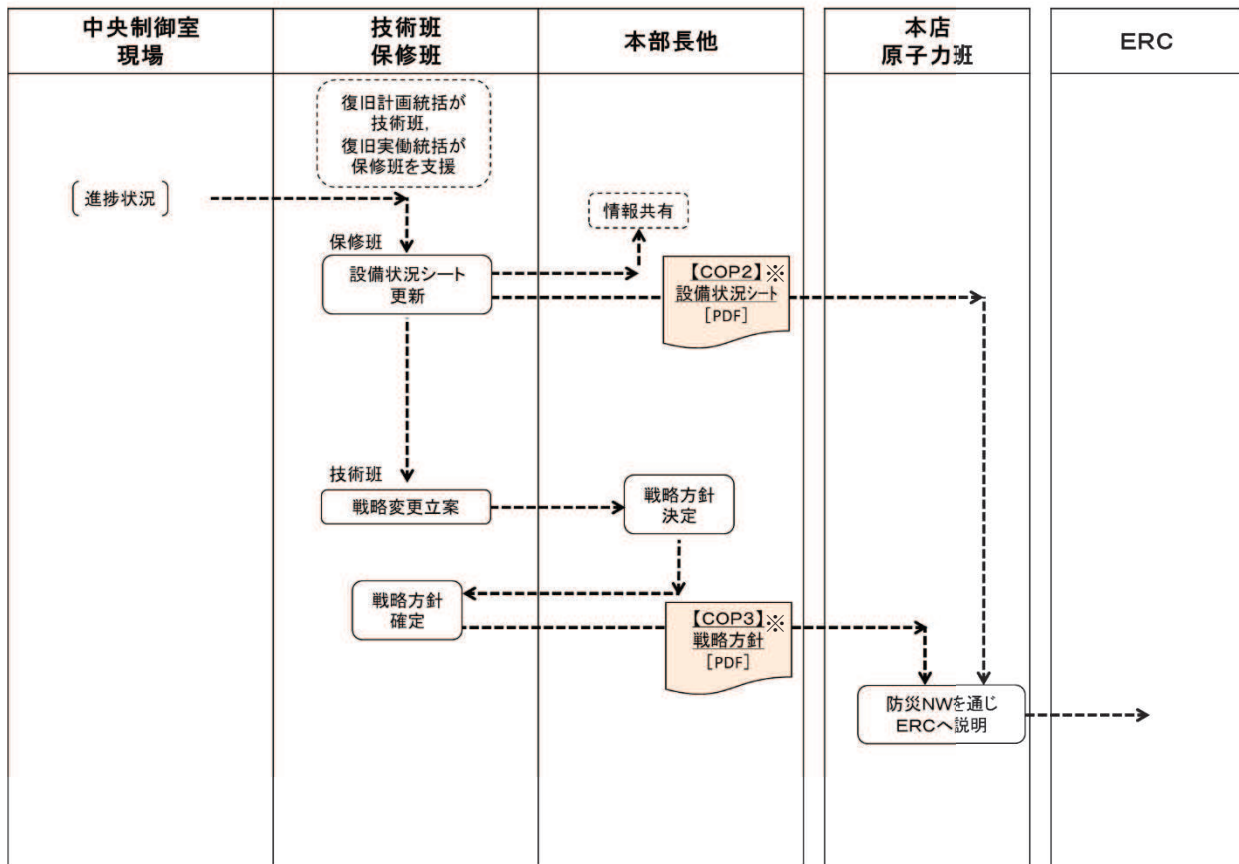 中央制御室
現場
技術班
保修班
本部長他
本店
原子力班
ERC
復旧計画統括が
技術班，
復旧実働統括が
保修班を支援
〔進捗状況〕
情報共有
保修班
設備状況シート
更新
【COP2】※
設備状況シート
［PDF］
技術班
戦略変更立案
戦略方針
決定
戦略方針
確定
【COP3】※
戦略方針
［PDF］
防災NWを通じ
ERCへ説明